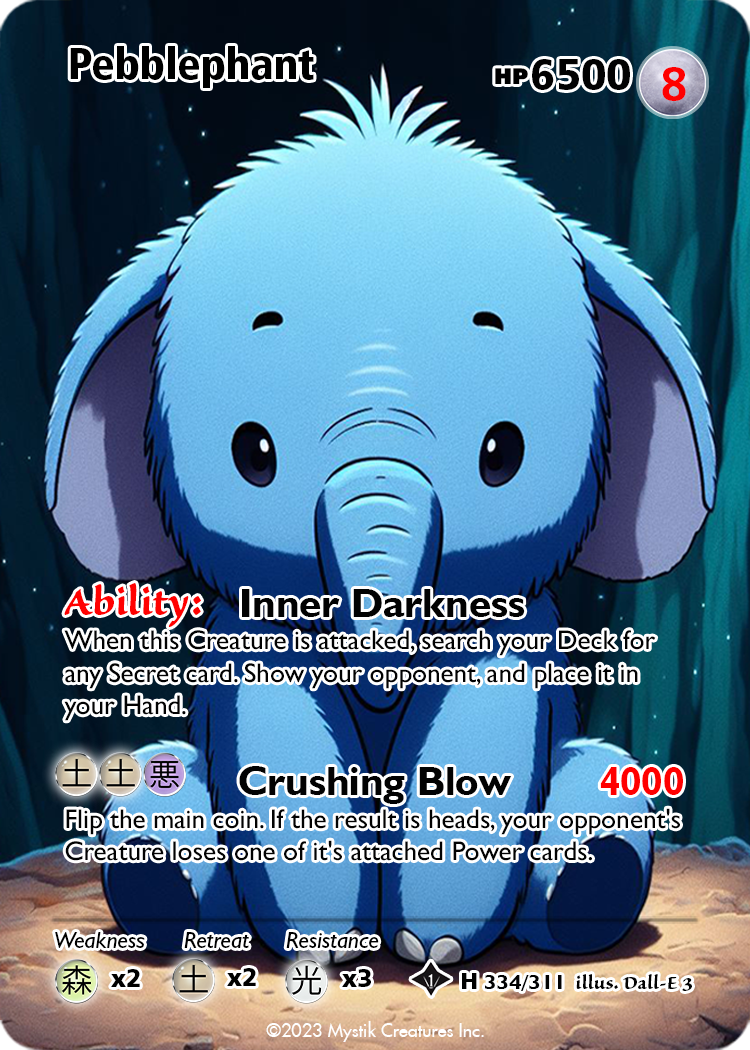 Pebblephant HP6500 8
Ability: Inner Darkness
When this Creature is attacked, search your Deck for
any Secret card. Show your opponent, and place it in
your Hand.
土 土 悪 Crushing Blow 4000
Flip the main coin. If the result is heads, your opponent's
Creature loses one of it's attached Power cards.
Weakness Retreat Resistance
森 x2 土 x2 光 x3 1 H 334/311 illus. Dall-E 3
©2023 Mystik Creatures Inc.